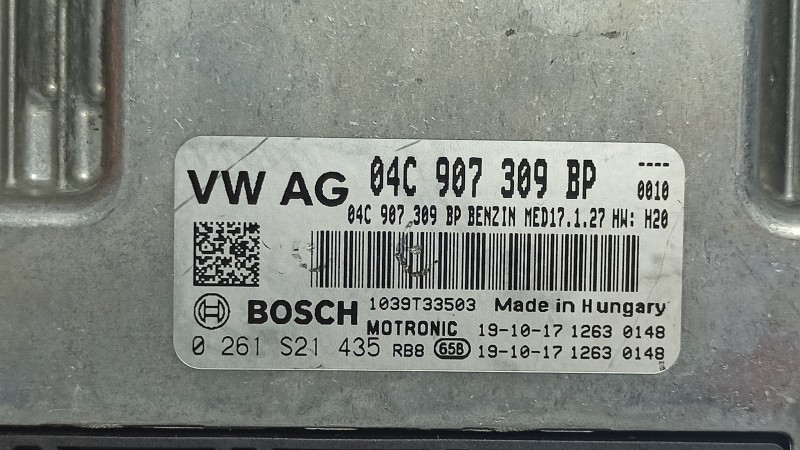 VW AG 04C 907 309 BP ----
0010
04C 907 309 BP BENZIN MED17.1.27 HW: H20
BOSCH 1039T33503 Made in Hungary
MOTRONIC 19-10-17 1263 0148
0 261 S21 435 RB8 65B 19-10-17 1263 0148